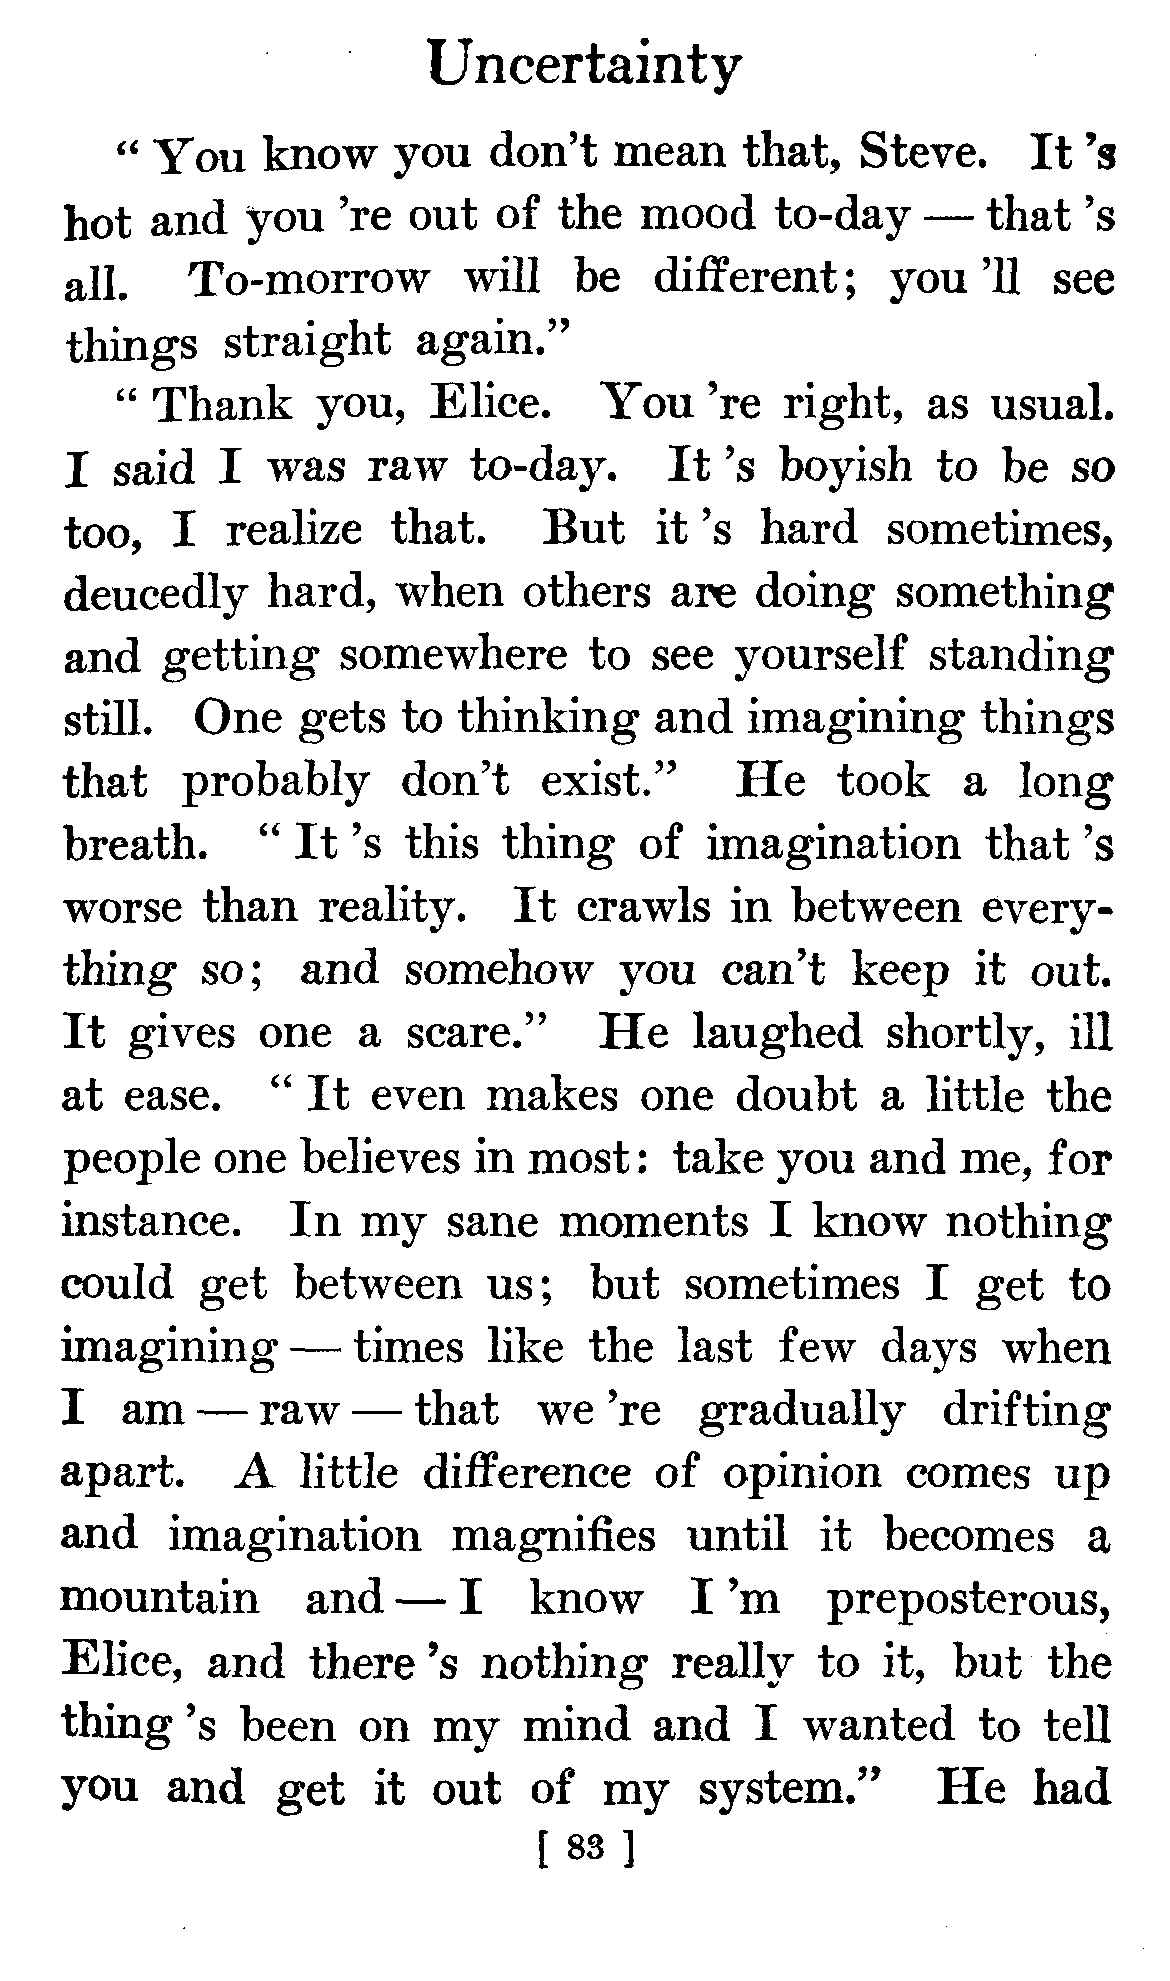 Uncertainty
“ You know you don't mean that, Steve. It 's
hot and you 're out of the mood to-day — that 's
all. To-morrow will be different; you 'll see
things straight again.”
“ Thank you, Elice. You 're right, as usual.
I said I was raw to-day. It 's boyish to be so
too, I realize that. But it 's hard sometimes,
deucedly hard, when others are doing something
and getting somewhere to see yourself standing
still. One gets to thinking and imagining things
that probably don't exist.” He took a long
breath. “ It 's this thing of imagination that 's
worse than reality. It crawls in between every-
thing so; and somehow you can't keep it out.
It gives one a scare.” He laughed shortly, ill
at ease. “ It even makes one doubt a little the
people one believes in most: take you and me, for
instance. In my sane moments I know nothing
could get between us; but sometimes I get to
imagining — times like the last few days when
I am — raw — that we 're gradually drifting
apart. A little difference of opinion comes up
and imagination magnifies until it becomes a
mountain and — I know I 'm preposterous,
Elice, and there 's nothing really to it, but the
thing 's been on my mind and I wanted to tell
you and get it out of my system.” He had
[ 83 ]